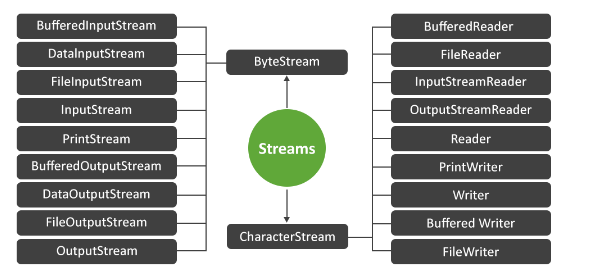 BufferedInputStream
DataInputStream
FileInputStream
InputStream
PrintStream
BufferedOutputStream
DataOutputStream
FileOutputStream
OutputStream
ByteStream
Streams
CharacterStream
BufferedReader
FileReader
InputStreamReader
OutputStreamReader
Reader
PrintWriter
Writer
Buffered Writer
FileWriter